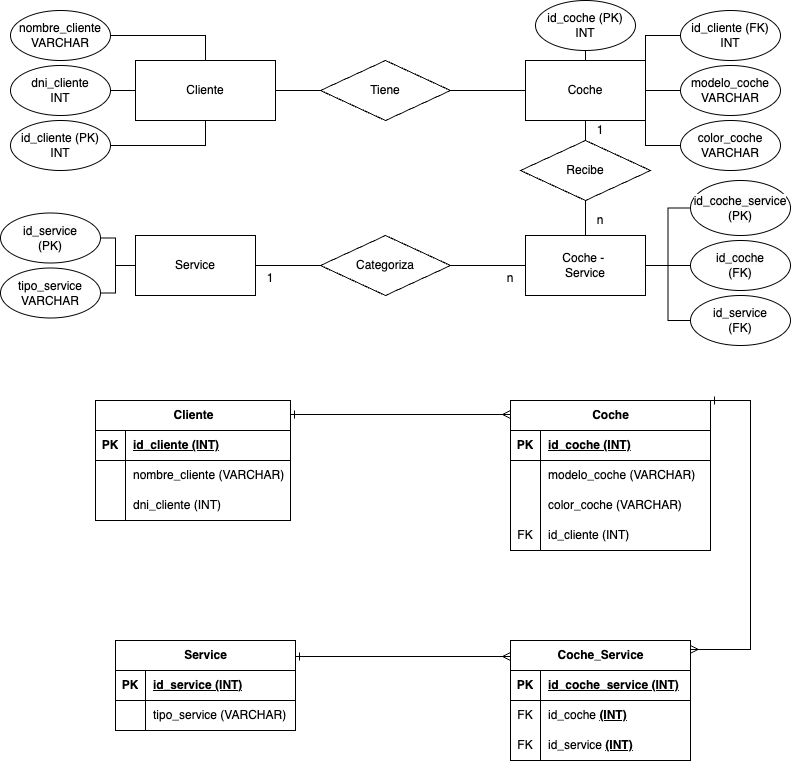 nombre_cliente
VARCHAR
dni_cliente
INT
id_cliente (PK)
INT
Cliente
Tiene
id_coche (PK)
INT
Coche
id_cliente (FK)
INT
modelo_coche
VARCHAR
color_coche
VARCHAR
1
Recibe
n
id_service
(PK)
tipo_service
VARCHAR
Service
1
Categoriza
n
Coche -
Service
id_coche_service
(PK)
id_coche
(FK)
id_service
(FK)
Cliente
PK id_cliente (INT)
nombre_cliente (VARCHAR)
dni_cliente (INT)
Coche
PK id_coche (INT)
modelo_coche (VARCHAR)
color_coche (VARCHAR)
FK id_cliente (INT)
Service
PK id_service (INT)
tipo_service (VARCHAR)
Coche_Service
PK id_coche_service (INT)
FK id_coche (INT)
FK id_service (INT)